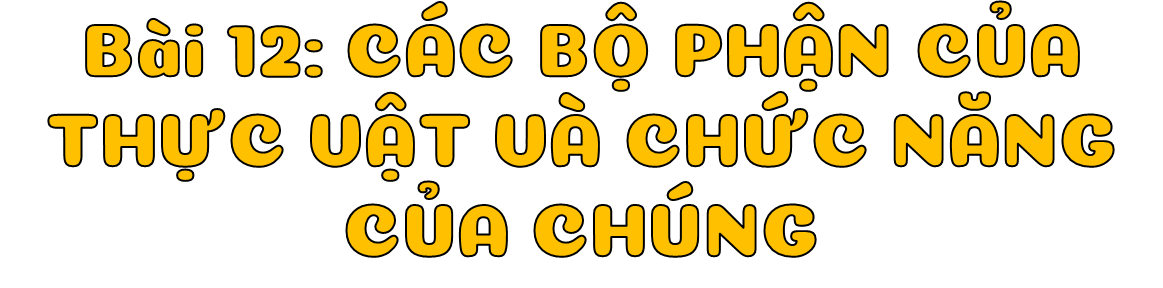 Bài 12: CÁC BỘ PHẬN CỦA
THỰC VẬT VÀ CHỨC NĂNG
CỦA CHÚNG